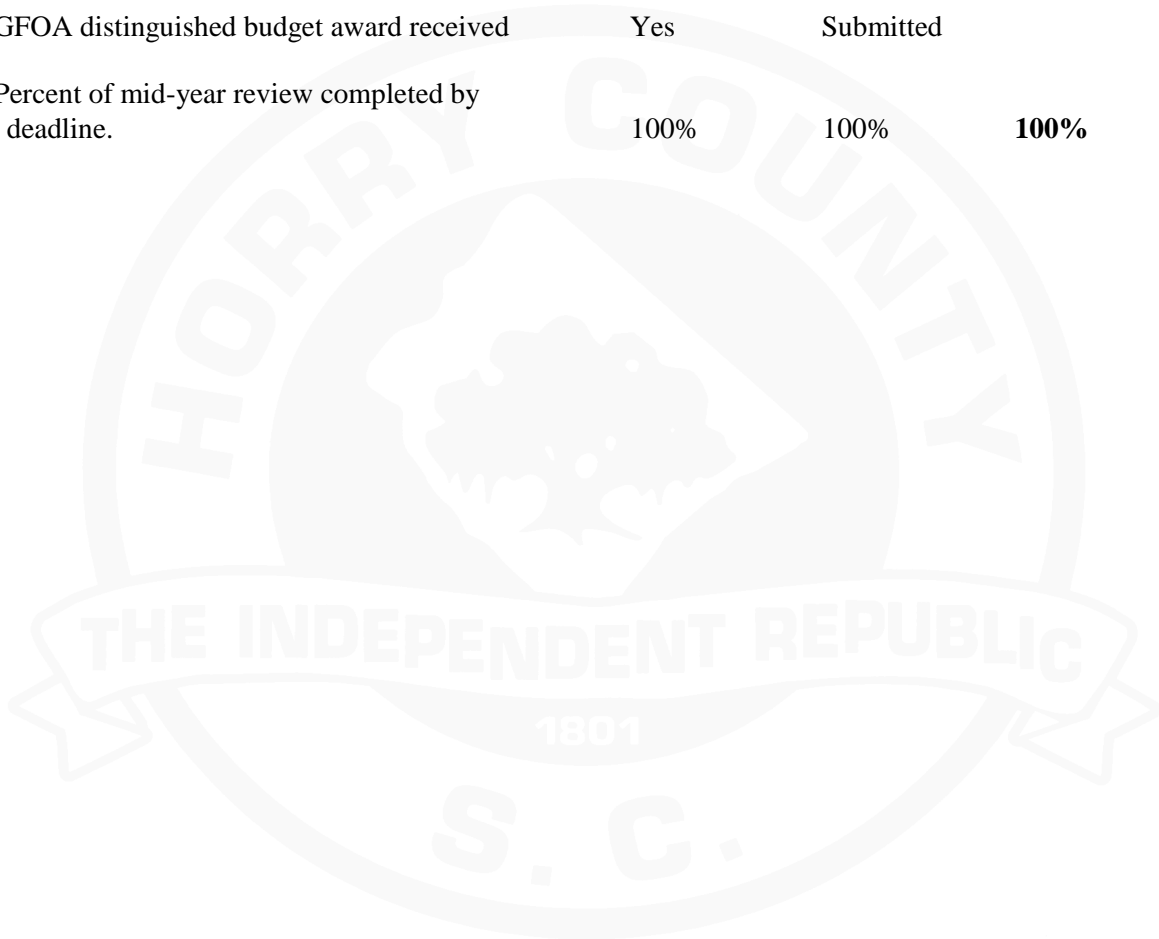 GFOA distinguished budget award received Yes Submitted
Percent of mid-year review completed by
deadline. 100% 100% 100%
HORRY COUNTY
THE INDEPENDENT REPUBLIC
1801
S. C.